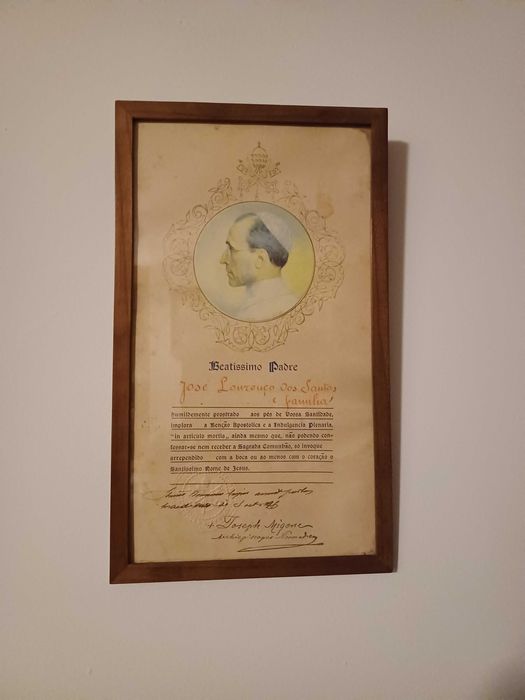 Beatissimo Padre
José Lourenço dos Santos
e família
humildemente prostrado aos pés de Vossa Santidade,
implora a Benção Apostolica e a Indulgencia Plenaria,
"in articulo mortis„ ainda mesmo que, não podendo con-
fessar-se nem receber a Sagrada Comunhão, só invoque
arrependido com a boca ou ao menos com o coração o
Santissimo Nome de Jesus.
+ Joseph Migone